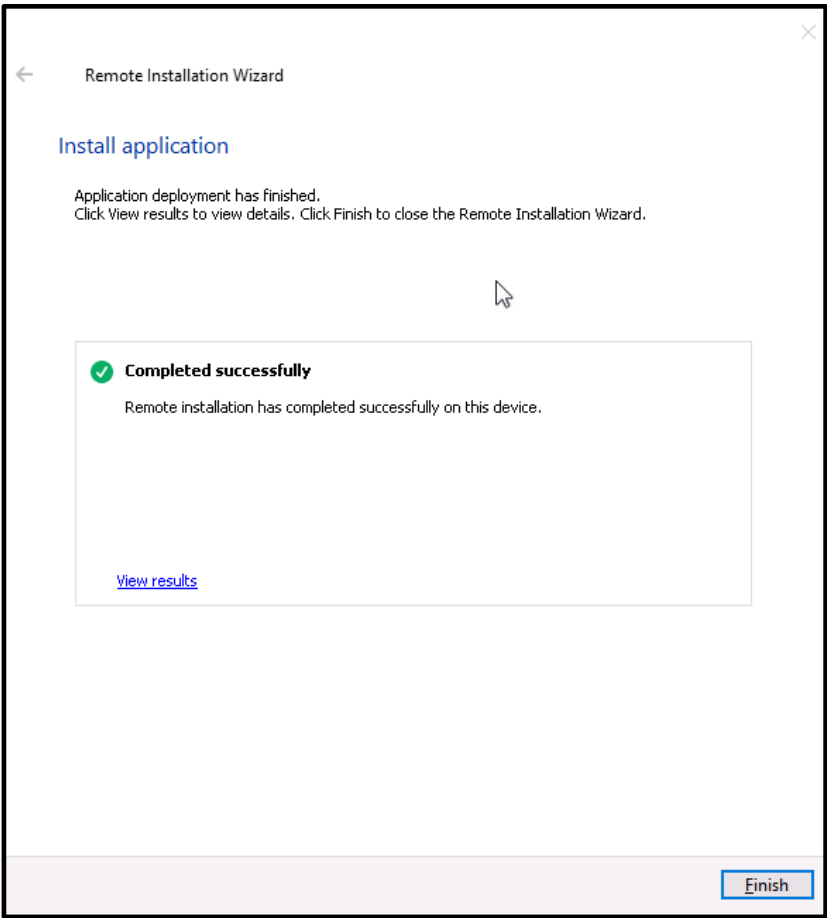 Remote Installation Wizard
Install application
Application deployment has finished.
Click View results to view details. Click Finish to close the Remote Installation Wizard.
Completed successfully
Remote installation has completed successfully on this device.
View results
Finish